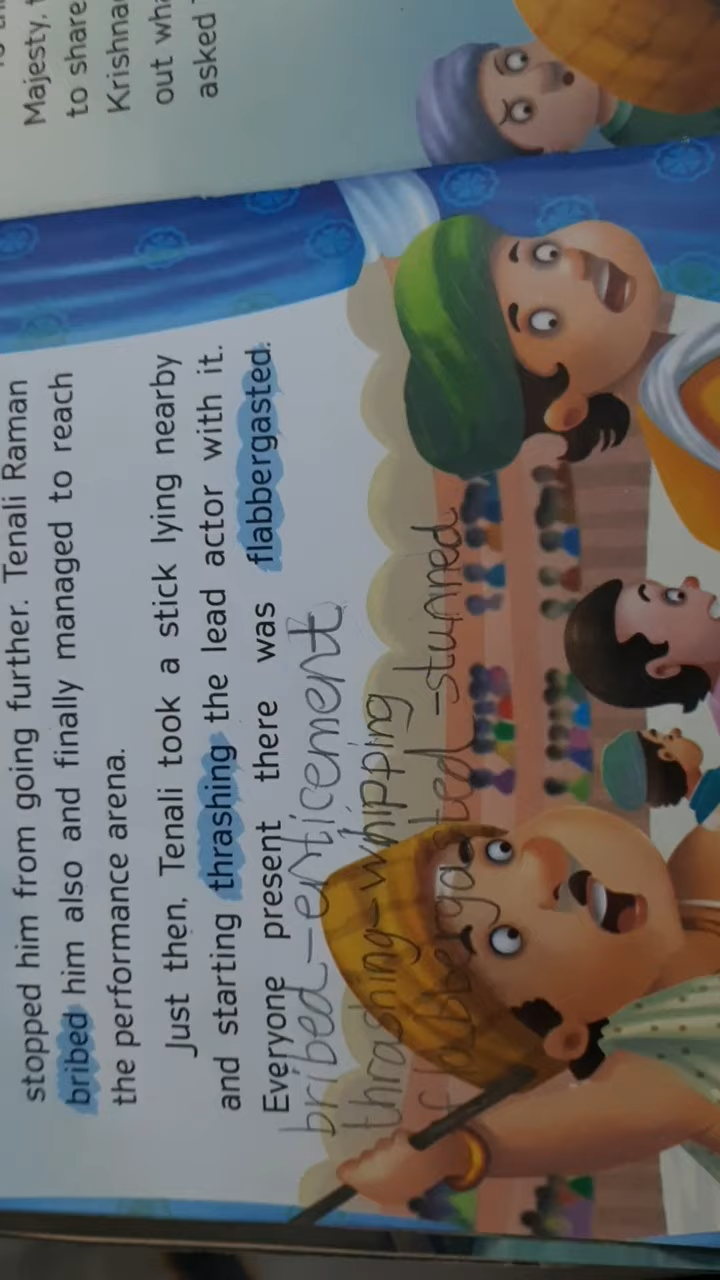 Majesty,
to share
Krishna
out wha
asked
stopped him from going further. Tenali Raman
bribed him also and finally managed to reach
the performance arena.
Just then, Tenali took a stick lying nearby
and starting thrashing the lead actor with it.
Everyone present there was flabbergasted.
bribed-enticement
thrashing-whipping
flabbergasted-stunned